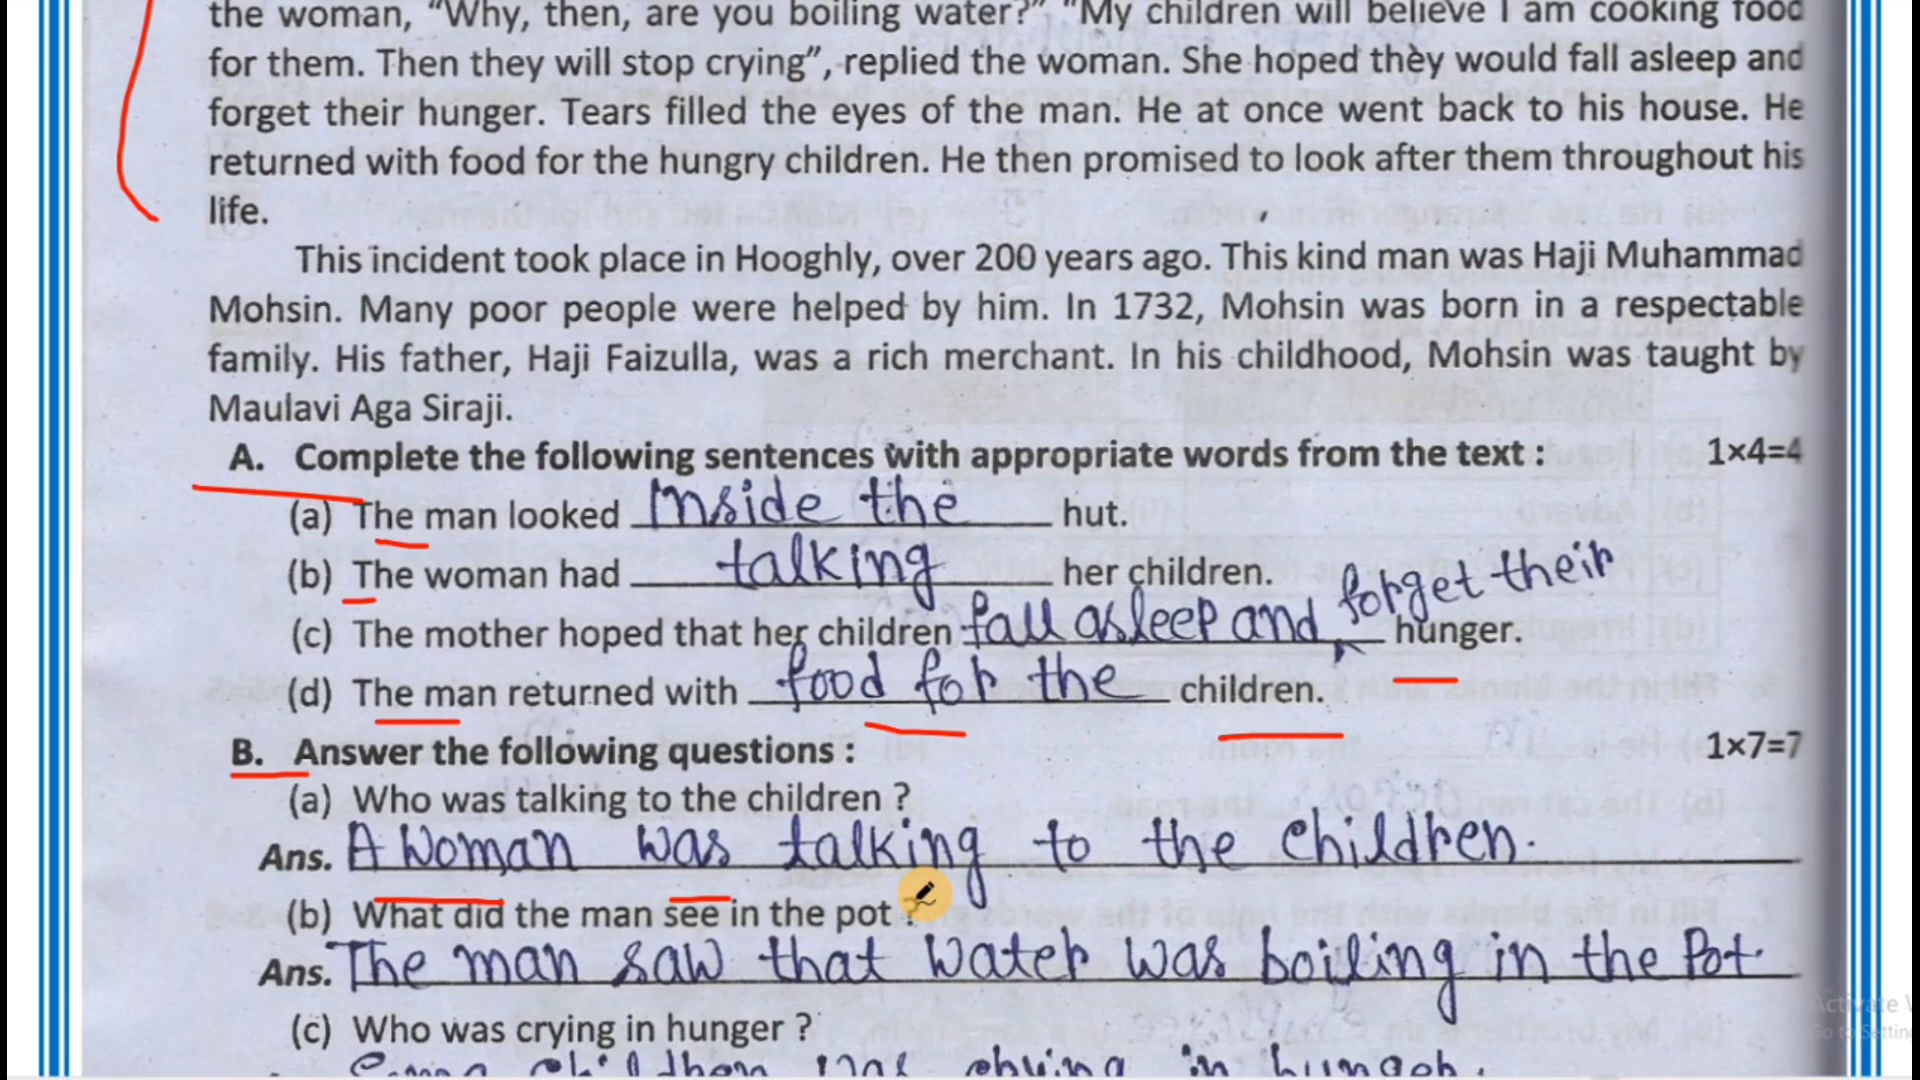 the woman, "Why, then, are you boiling water?" "My children will believe I am cooking food
for them. Then they will stop crying", replied the woman. She hoped they would fall asleep and
forget their hunger. Tears filled the eyes of the man. He at once went back to his house. He
returned with food for the hungry children. He then promised to look after them throughout his
life.
This incident took place in Hooghly, over 200 years ago. This kind man was Haji Muhammad
Mohsin. Many poor people were helped by him. In 1732, Mohsin was born in a respectable
family. His father, Haji Faizulla, was a rich merchant. In his childhood, Mohsin was taught by
Maulavi Aga Siraji.
A. Complete the following sentences with appropriate words from the text : 1×4=4
(a) The man looked inside the hut.
(b) The woman had talking her children.
(c) The mother hoped that her children fall asleep and forget their hunger.
(d) The man returned with food for the children.
B. Answer the following questions : 1×7=7
(a) Who was talking to the children ?
Ans. A woman was talking to the children.
(b) What did the man see in the pot ?
Ans. The man saw that water was boiling in the Pot.
(c) Who was crying in hunger ?
children was crying in hunger.